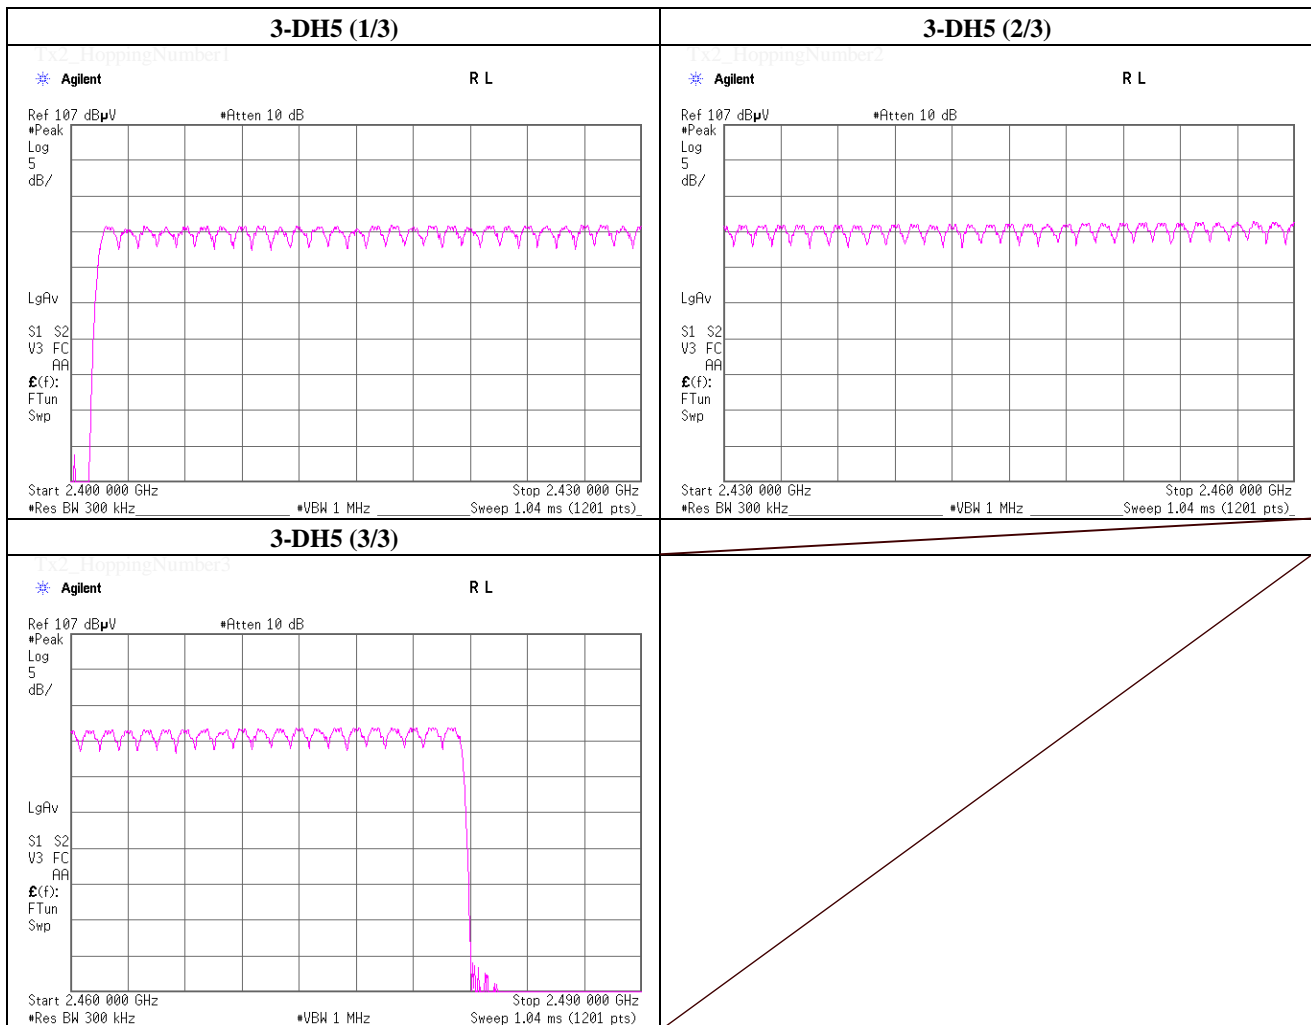 3-DH5 (1/3)
Tx2_HoppingNumber1
Agilent
R L
Ref 107 dBµV
#Atten 10 dB
#Peak
Log
5
dB/
LgAv
S1 S2
V3 FC
AA
£(f):
FTun
Swp
Start 2.400 000 GHz
Stop 2.430 000 GHz
#Res BW 300 kHz
#VBW 1 MHz
Sweep 1.04 ms (1201 pts)
3-DH5 (2/3)
Tx2_HoppingNumber2
Agilent
R L
Ref 107 dBµV
#Atten 10 dB
#Peak
Log
5
dB/
LgAv
S1 S2
V3 FC
AA
£(f):
FTun
Swp
Start 2.430 000 GHz
Stop 2.460 000 GHz
#Res BW 300 kHz
#VBW 1 MHz
Sweep 1.04 ms (1201 pts)
3-DH5 (3/3)
Tx2_HoppingNumber3
Agilent
R L
Ref 107 dBµV
#Atten 10 dB
#Peak
Log
5
dB/
LgAv
S1 S2
V3 FC
AA
£(f):
FTun
Swp
Start 2.460 000 GHz
Stop 2.490 000 GHz
#Res BW 300 kHz
#VBW 1 MHz
Sweep 1.04 ms (1201 pts)